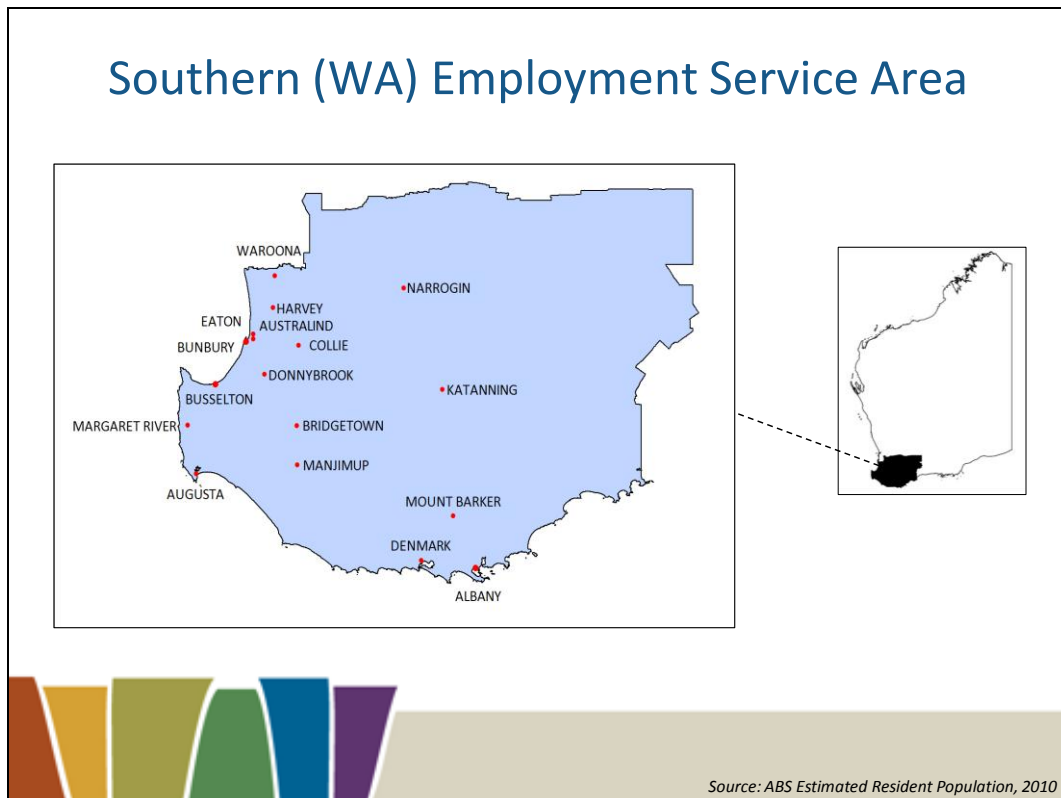 Southern (WA) Employment Service Area
WAROONA
NARROGIN
HARVEY
EATON
AUSTRALIND
BUNBURY
COLLIE
DONNYBROOK
KATANNING
BUSSELTON
MARGARET RIVER
BRIDGETOWN
MANJIMUP
AUGUSTA
MOUNT BARKER
DENMARK
ALBANY
Source: ABS Estimated Resident Population, 2010